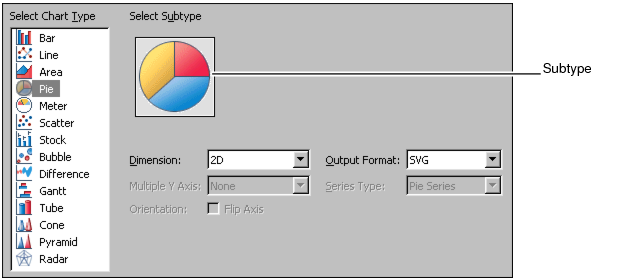 Select Chart Type
Select Subtype
Bar
Line
Area
Pie
Meter
Scatter
Stock
Bubble
Difference
Gantt
Tube
Cone
Pyramid
Radar
Subtype
Dimension: 2D
Output Format: SVG
Multiple Y Axis: None
Series Type: Pie Series
Orientation: Flip Axis